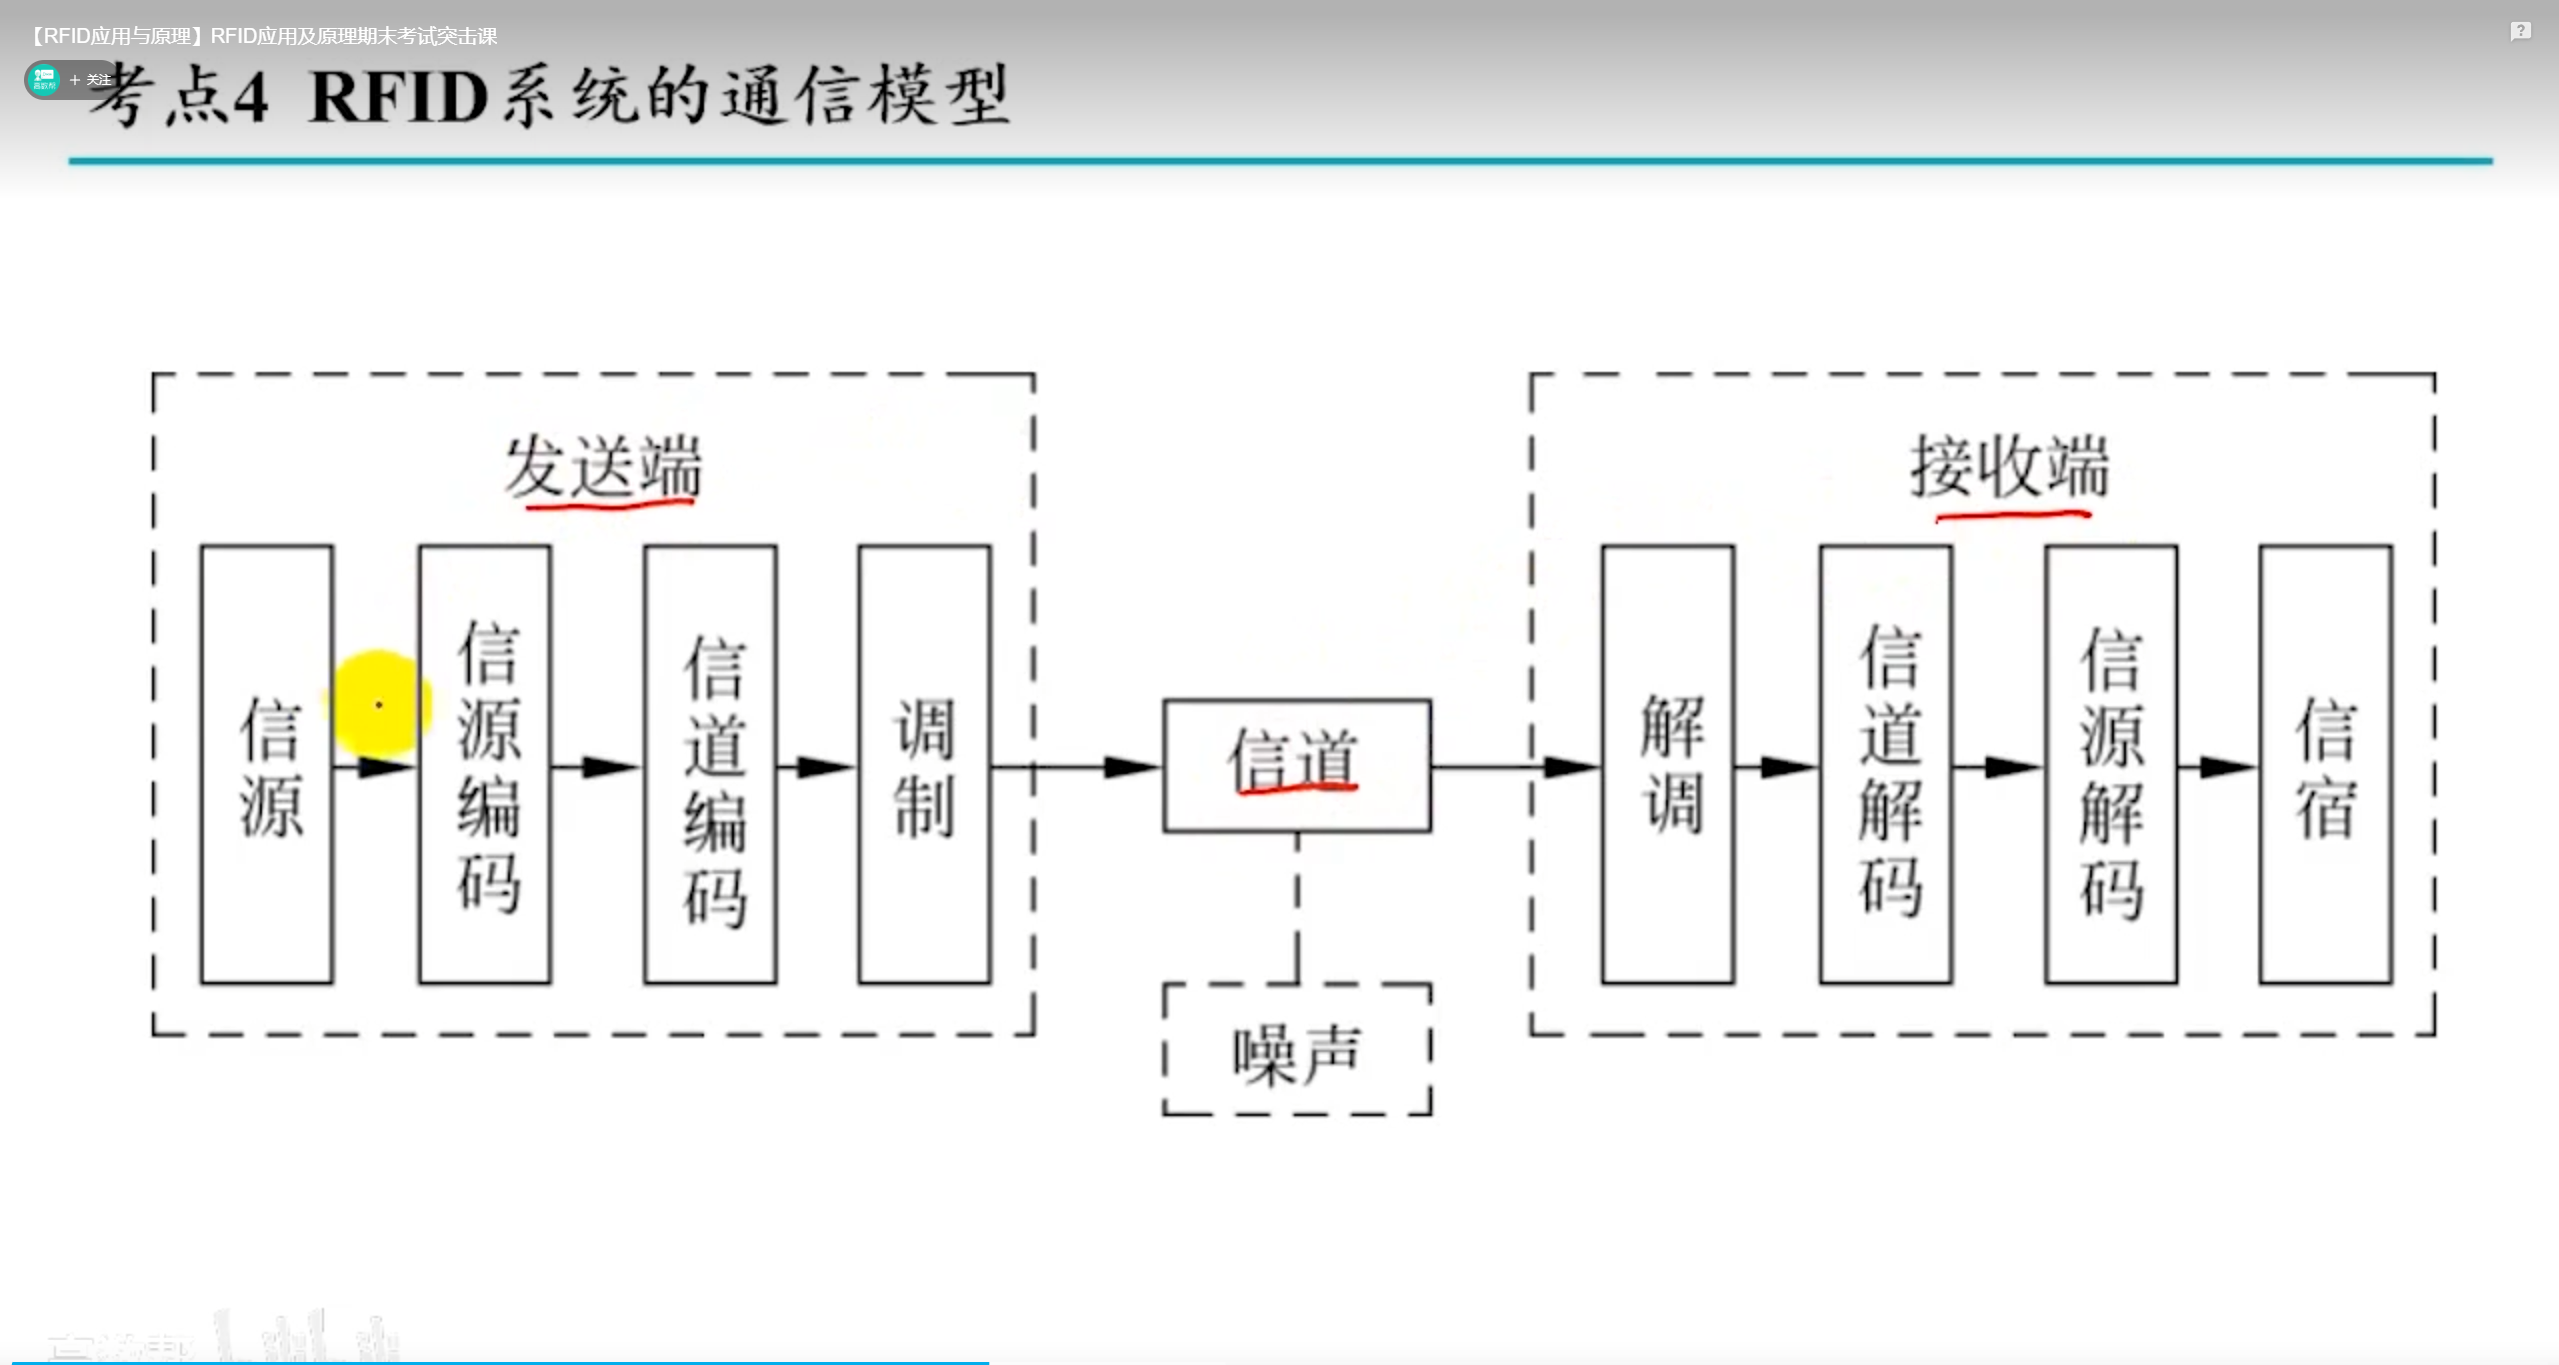 【RFID应用与原理】RFID应用及原理期末考试突击课
+ 关注
考点4 RFID系统的通信模型
发送端
接收端
信源
信源编码
信道编码
调制
信道
解调
信道解码
信源解码
信宿
噪声